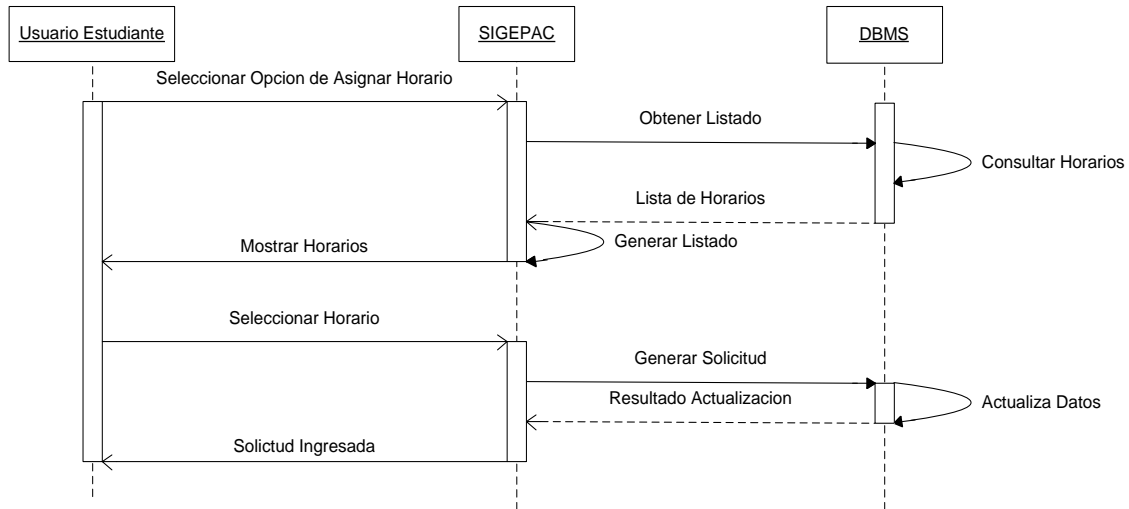 Usuario Estudiante
SIGEPAC
DBMS
Seleccionar Opcion de Asignar Horario
Obtener Listado
Consultar Horarios
Lista de Horarios
Generar Listado
Mostrar Horarios
Seleccionar Horario
Generar Solicitud
Resultado Actualizacion
Actualiza Datos
Solictud Ingresada